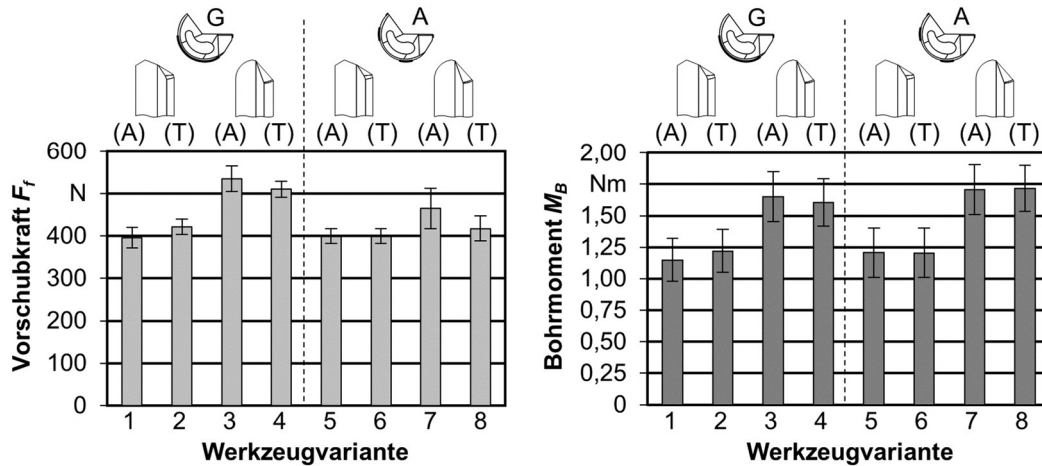 G A
(A) (T) (A) (T) (A) (T) (A) (T)
Vorschubkraft F_f
600
N
400
300
200
100
0
1 2 3 4 5 6 7 8
Werkzeugvariante
G A
(A) (T) (A) (T) (A) (T) (A) (T)
Bohrmoment M_B
2,00
Nm
1,50
1,25
1,00
0,75
0,50
0,25
0
1 2 3 4 5 6 7 8
Werkzeugvariante